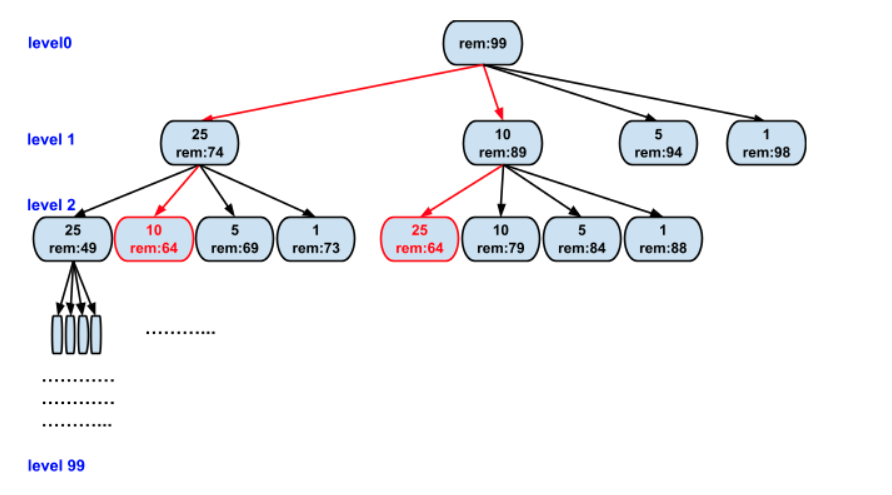 level0
rem:99
level 1
25
rem:74
10
rem:89
5
rem:94
1
rem:98
level 2
25
rem:49
10
rem:64
5
rem:69
1
rem:73
25
rem:64
10
rem:79
5
rem:84
1
rem:88
...........
............
............
...........
level 99